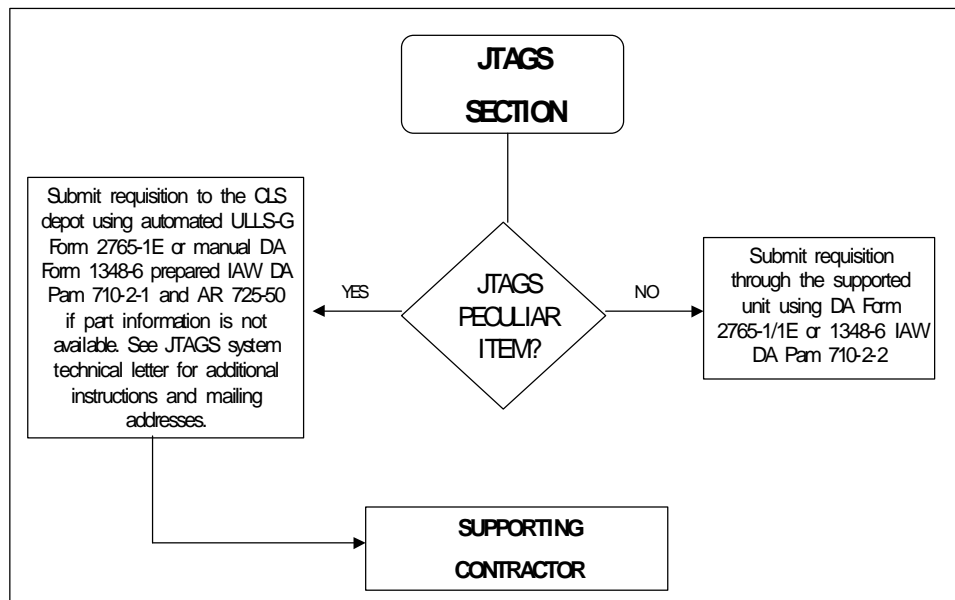 JTAGS
SECTION
Submit requisition to the CLS
depot using automated ULLS-G
Form 2765-1E or manual DA
Form 1348-6 prepared IAW DA
Pam 710-2-1 and AR 725-50
if part information is not
available. See JTAGS system
technical letter for additional
instructions and mailing
addresses.
YES
JTAGS
PECULIAR
ITEM?
NO
Submit requisition
through the supported
unit using DA Form
2765-1/1E or 1348-6 IAW
DA Pam 710-2-2
SUPPORTING
CONTRACTOR